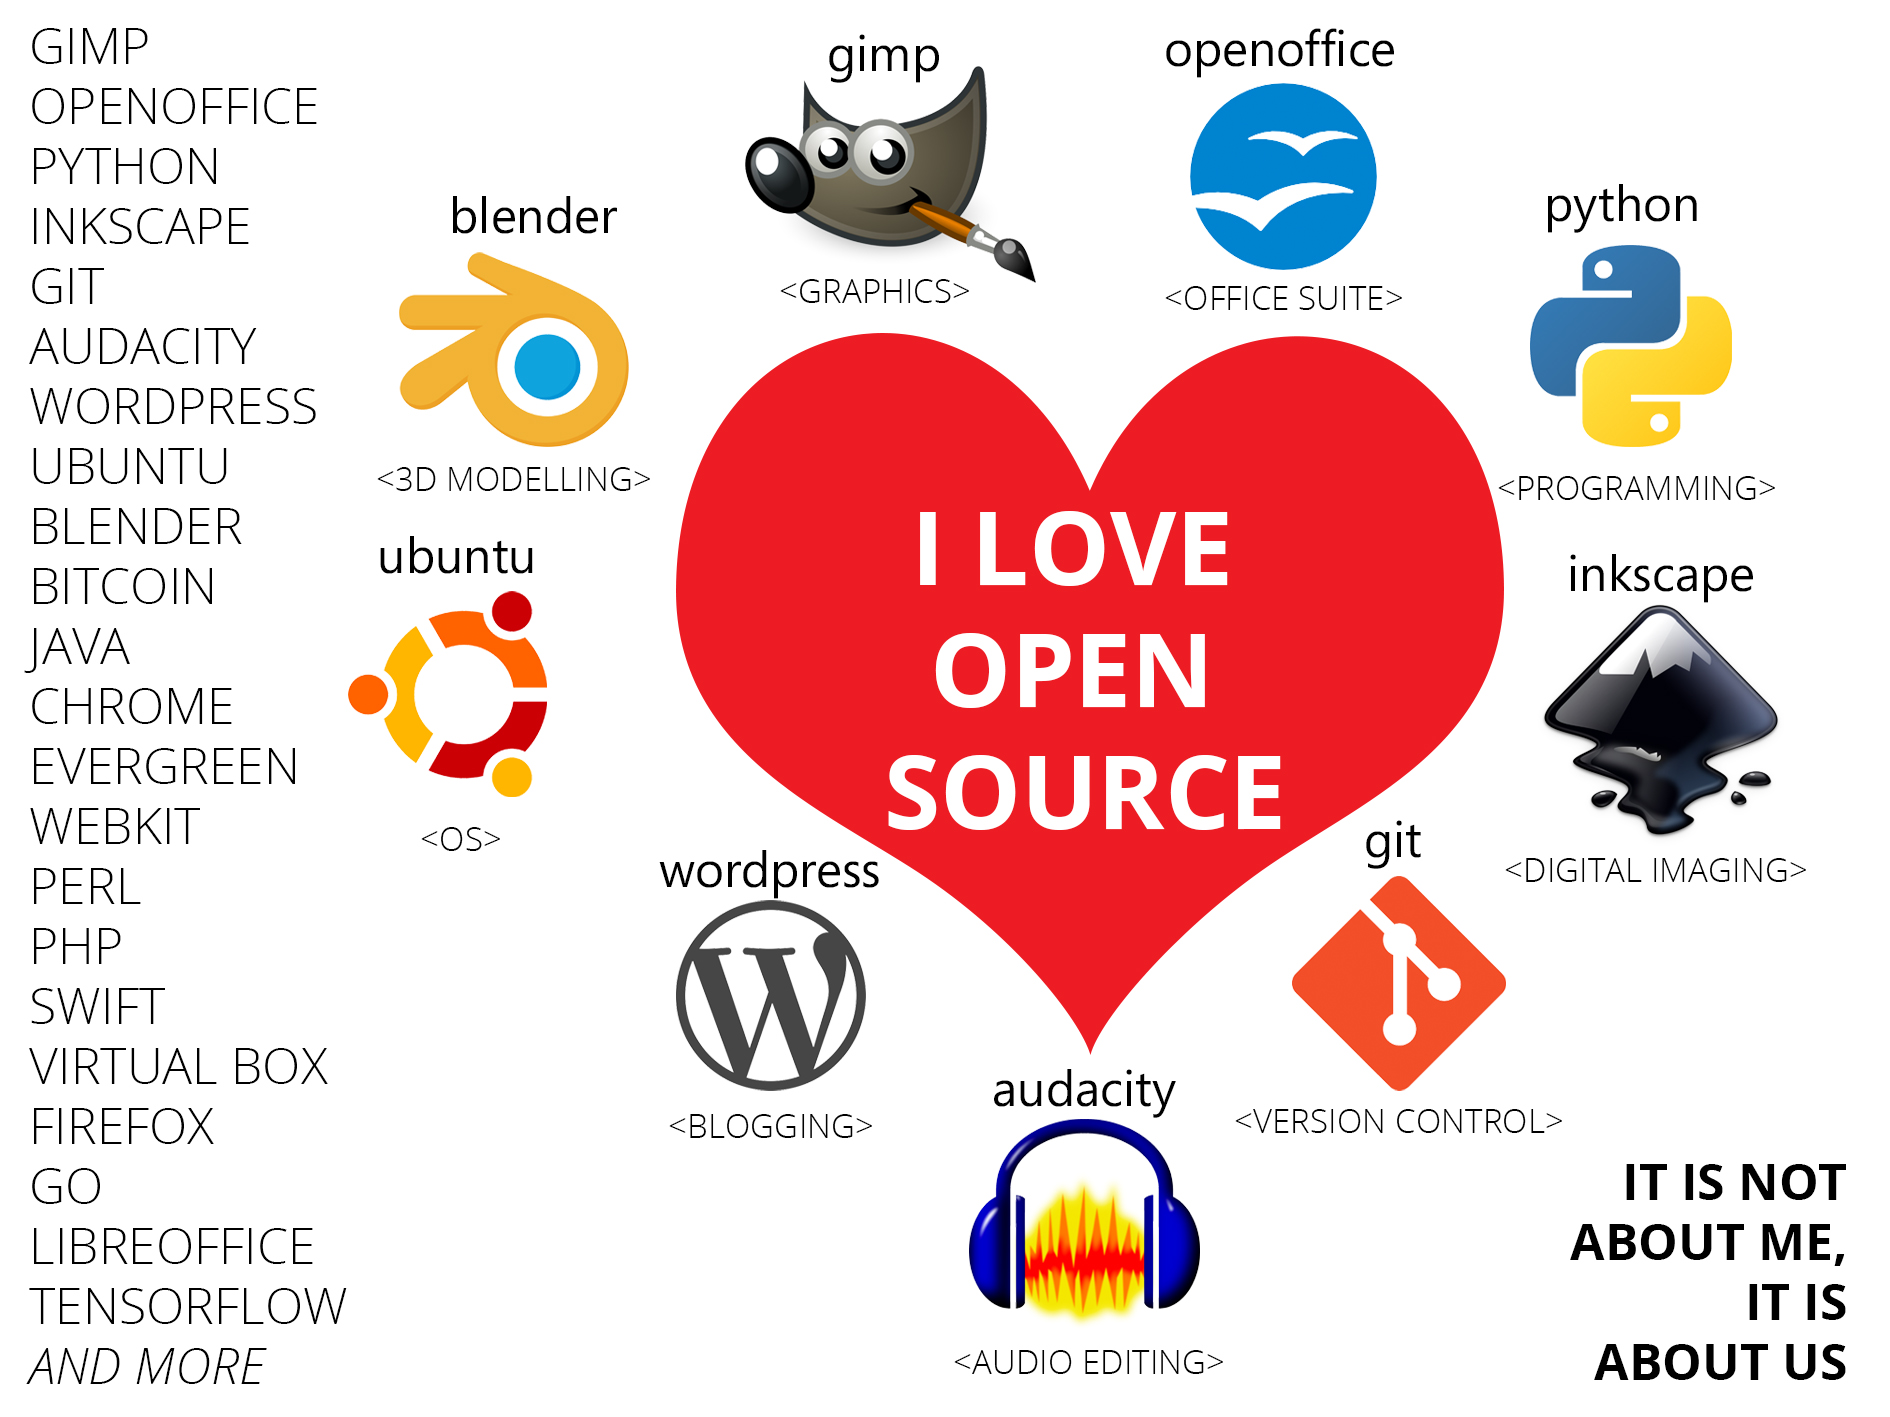 GIMP
OPENOFFICE
PYTHON
INKSCAPE
GIT
AUDACITY
WORDPRESS
UBUNTU
BLENDER
BITCOIN
JAVA
CHROME
EVERGREEN
WEBKIT
PERL
PHP
SWIFT
VIRTUAL BOX
FIREFOX
GO
LIBREOFFICE
TENSORFLOW
AND MORE
gimp
<GRAPHICS>
openoffice
<OFFICE SUITE>
blender
<3D MODELLING>
python
<PROGRAMMING>
ubuntu
<OS>
I LOVE
OPEN
SOURCE
inkscape
<DIGITAL IMAGING>
wordpress
<BLOGGING>
git
<VERSION CONTROL>
audacity
<AUDIO EDITING>
IT IS NOT
ABOUT ME,
IT IS
ABOUT US